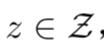 z ∈ 𝒵,